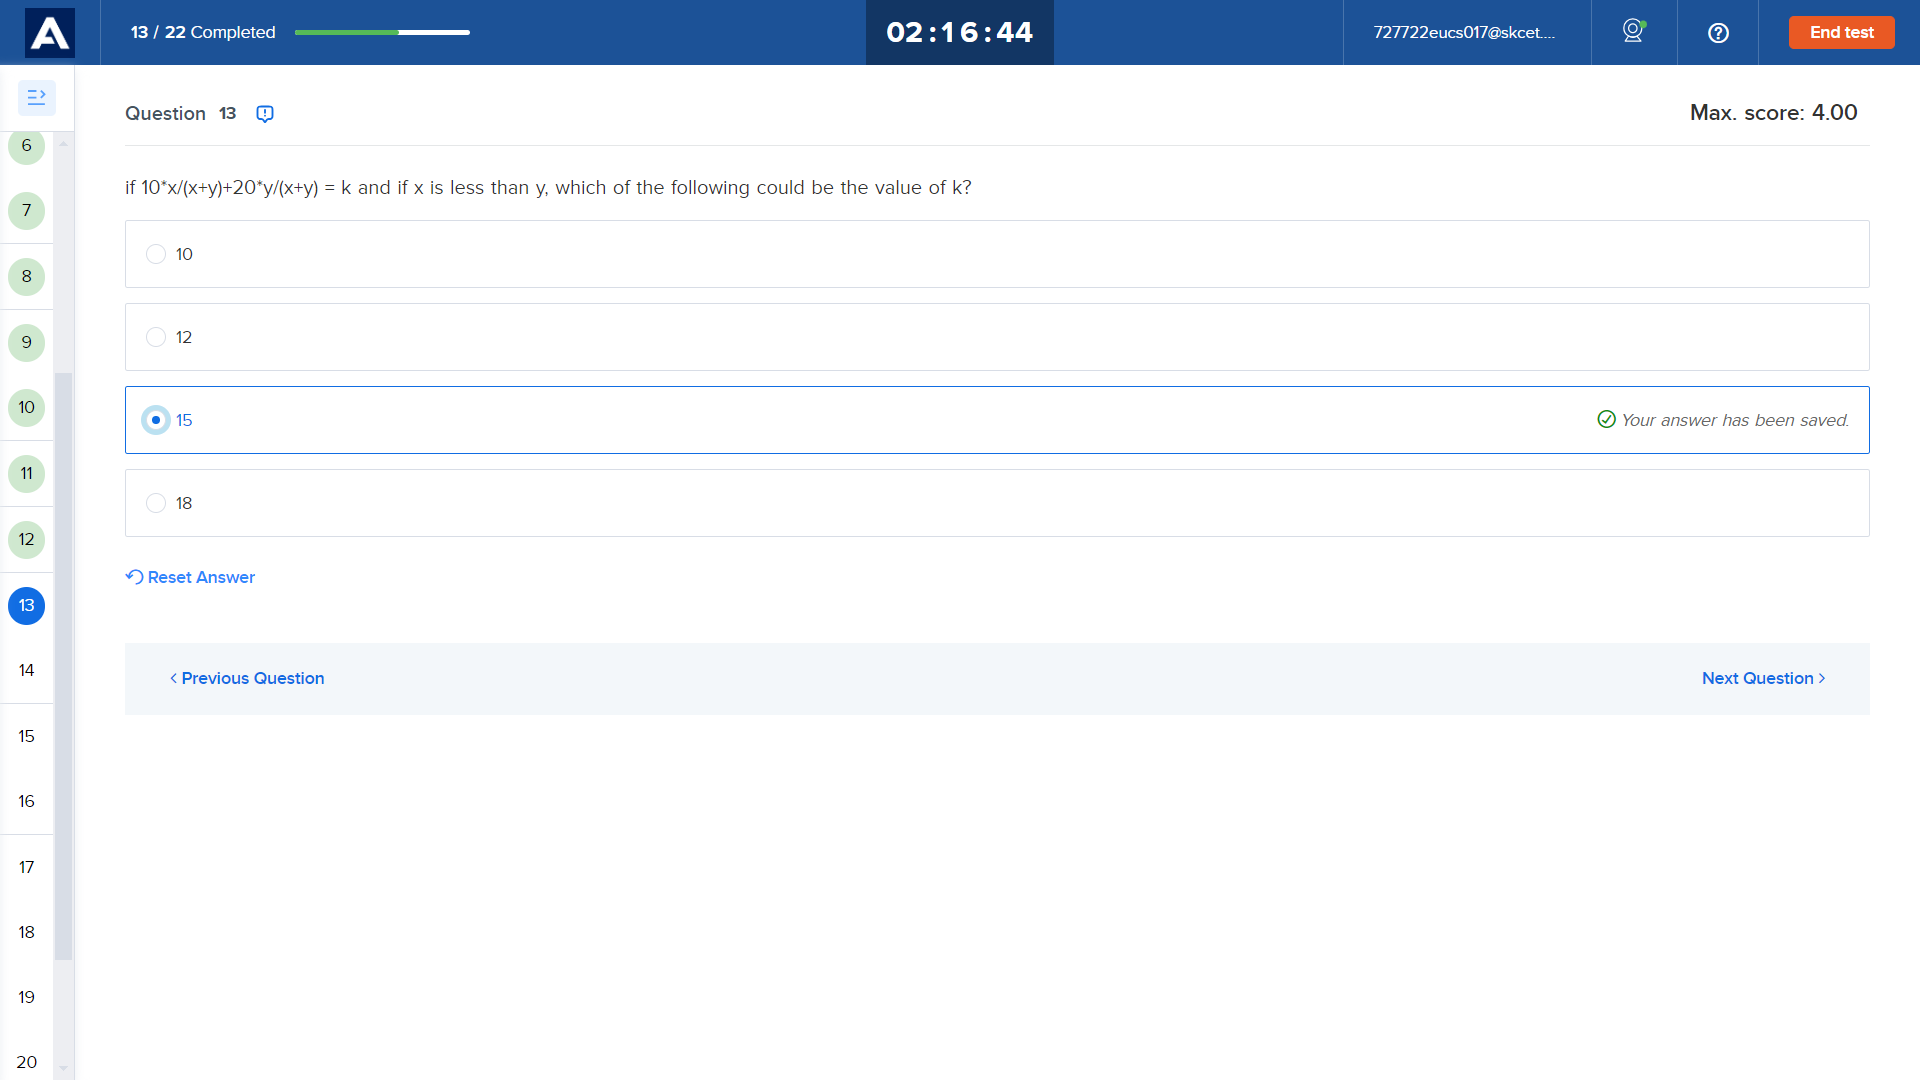 13 / 22 Completed
02 : 16 : 44
727722eucs017@skcet....
End test
6
7
8
9
10
11
12
13
14
15
16
17
18
19
20
Question 13
Max. score: 4.00
if 10*x/(x+y)+20*y/(x+y) = k and if x is less than y, which of the following could be the value of k?
10
12
15
Your answer has been saved.
18
Reset Answer
Previous Question
Next Question